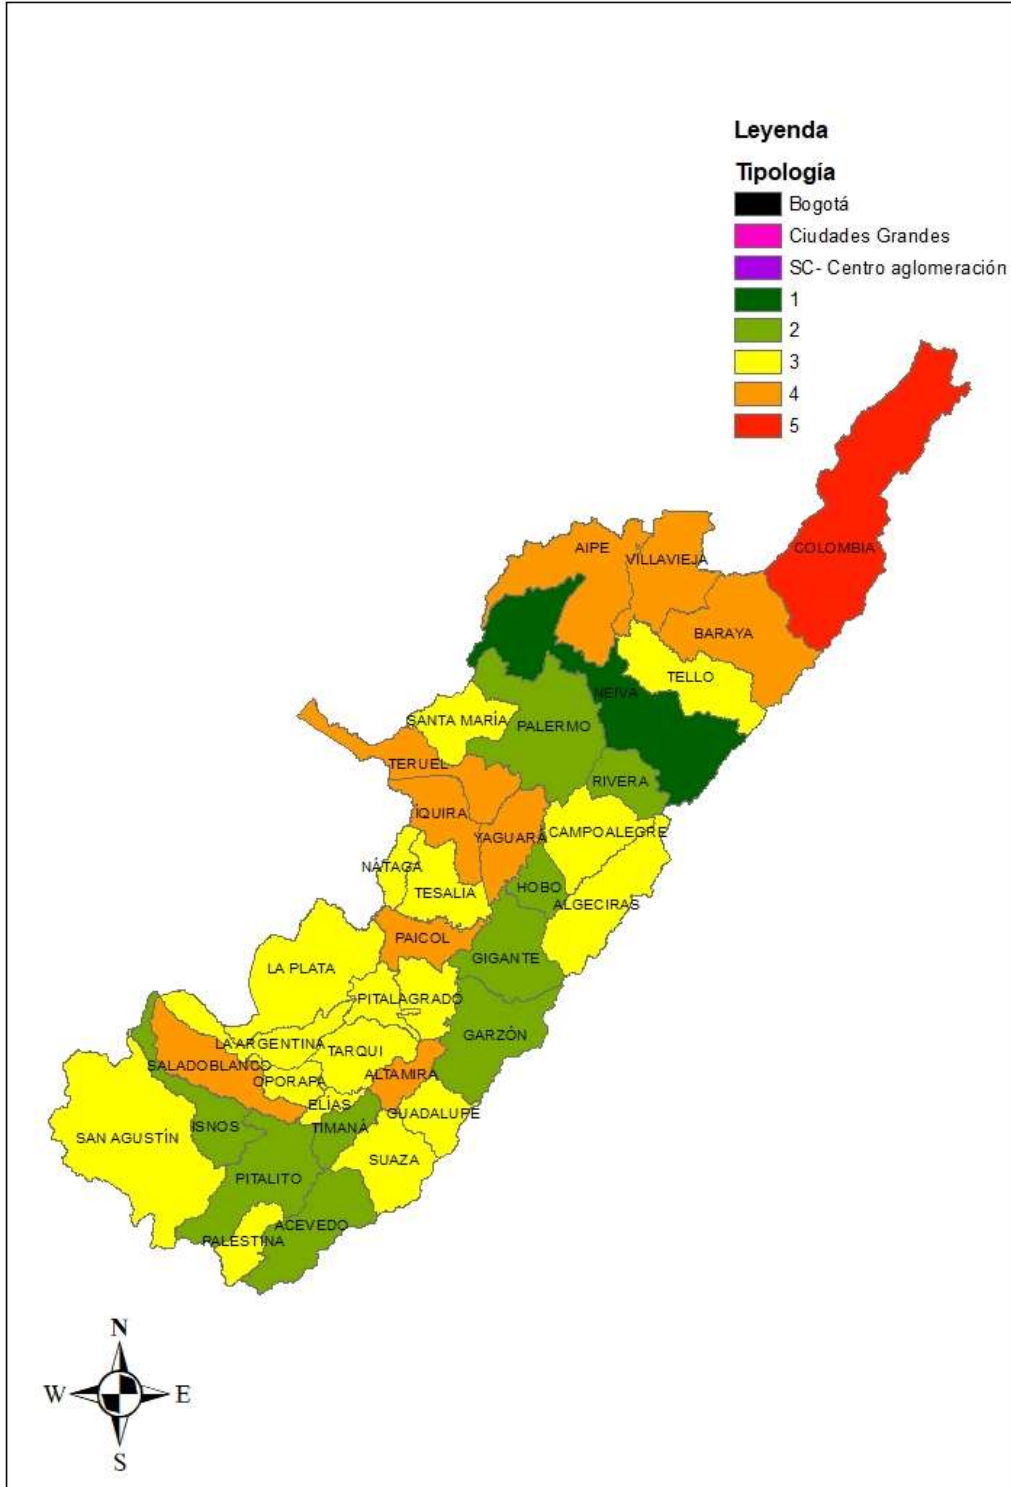 Leyenda
Tipología
Bogotá
Ciudades Grandes
SC- Centro aglomeración
1
2
3
4
5
COLOMBIA
AIPE
VILLAVIEJA
BARAYA
TELLO
NEIVA
SANTA MARÍA
PALERMO
TERUEL
RIVERA
ÍQUIRA
YAGUARÁ
CAMPOALEGRE
NÁTAGA
TESALIA
HOBO
ALGECIRAS
PAICOL
GIGANTE
LA PLATA
PITALAGRADO
GARZÓN
LA ARGENTINA
TARQUI
SALADOBLANCO
OPORAPA
ALTAMIRA
ELÍAS
GUADALUPE
ISNOS
TIMANÁ
SAN AGUSTÍN
SUAZA
PITALITO
ACEVEDO
PALESTINA
N
W
E
S